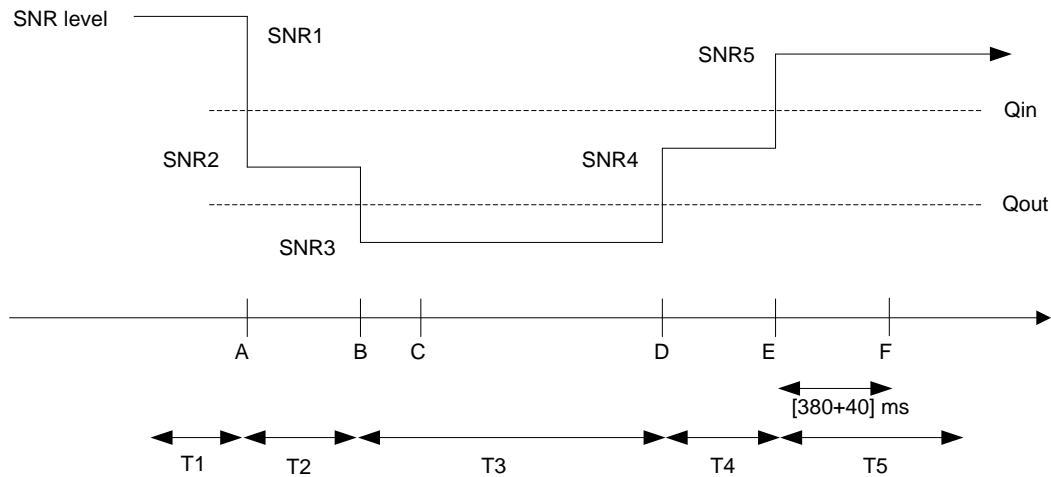 SNR level
SNR1
SNR5
Qin
SNR2
SNR4
Qout
SNR3
A B C D E F
[380+40] ms
T1 T2 T3 T4 T5